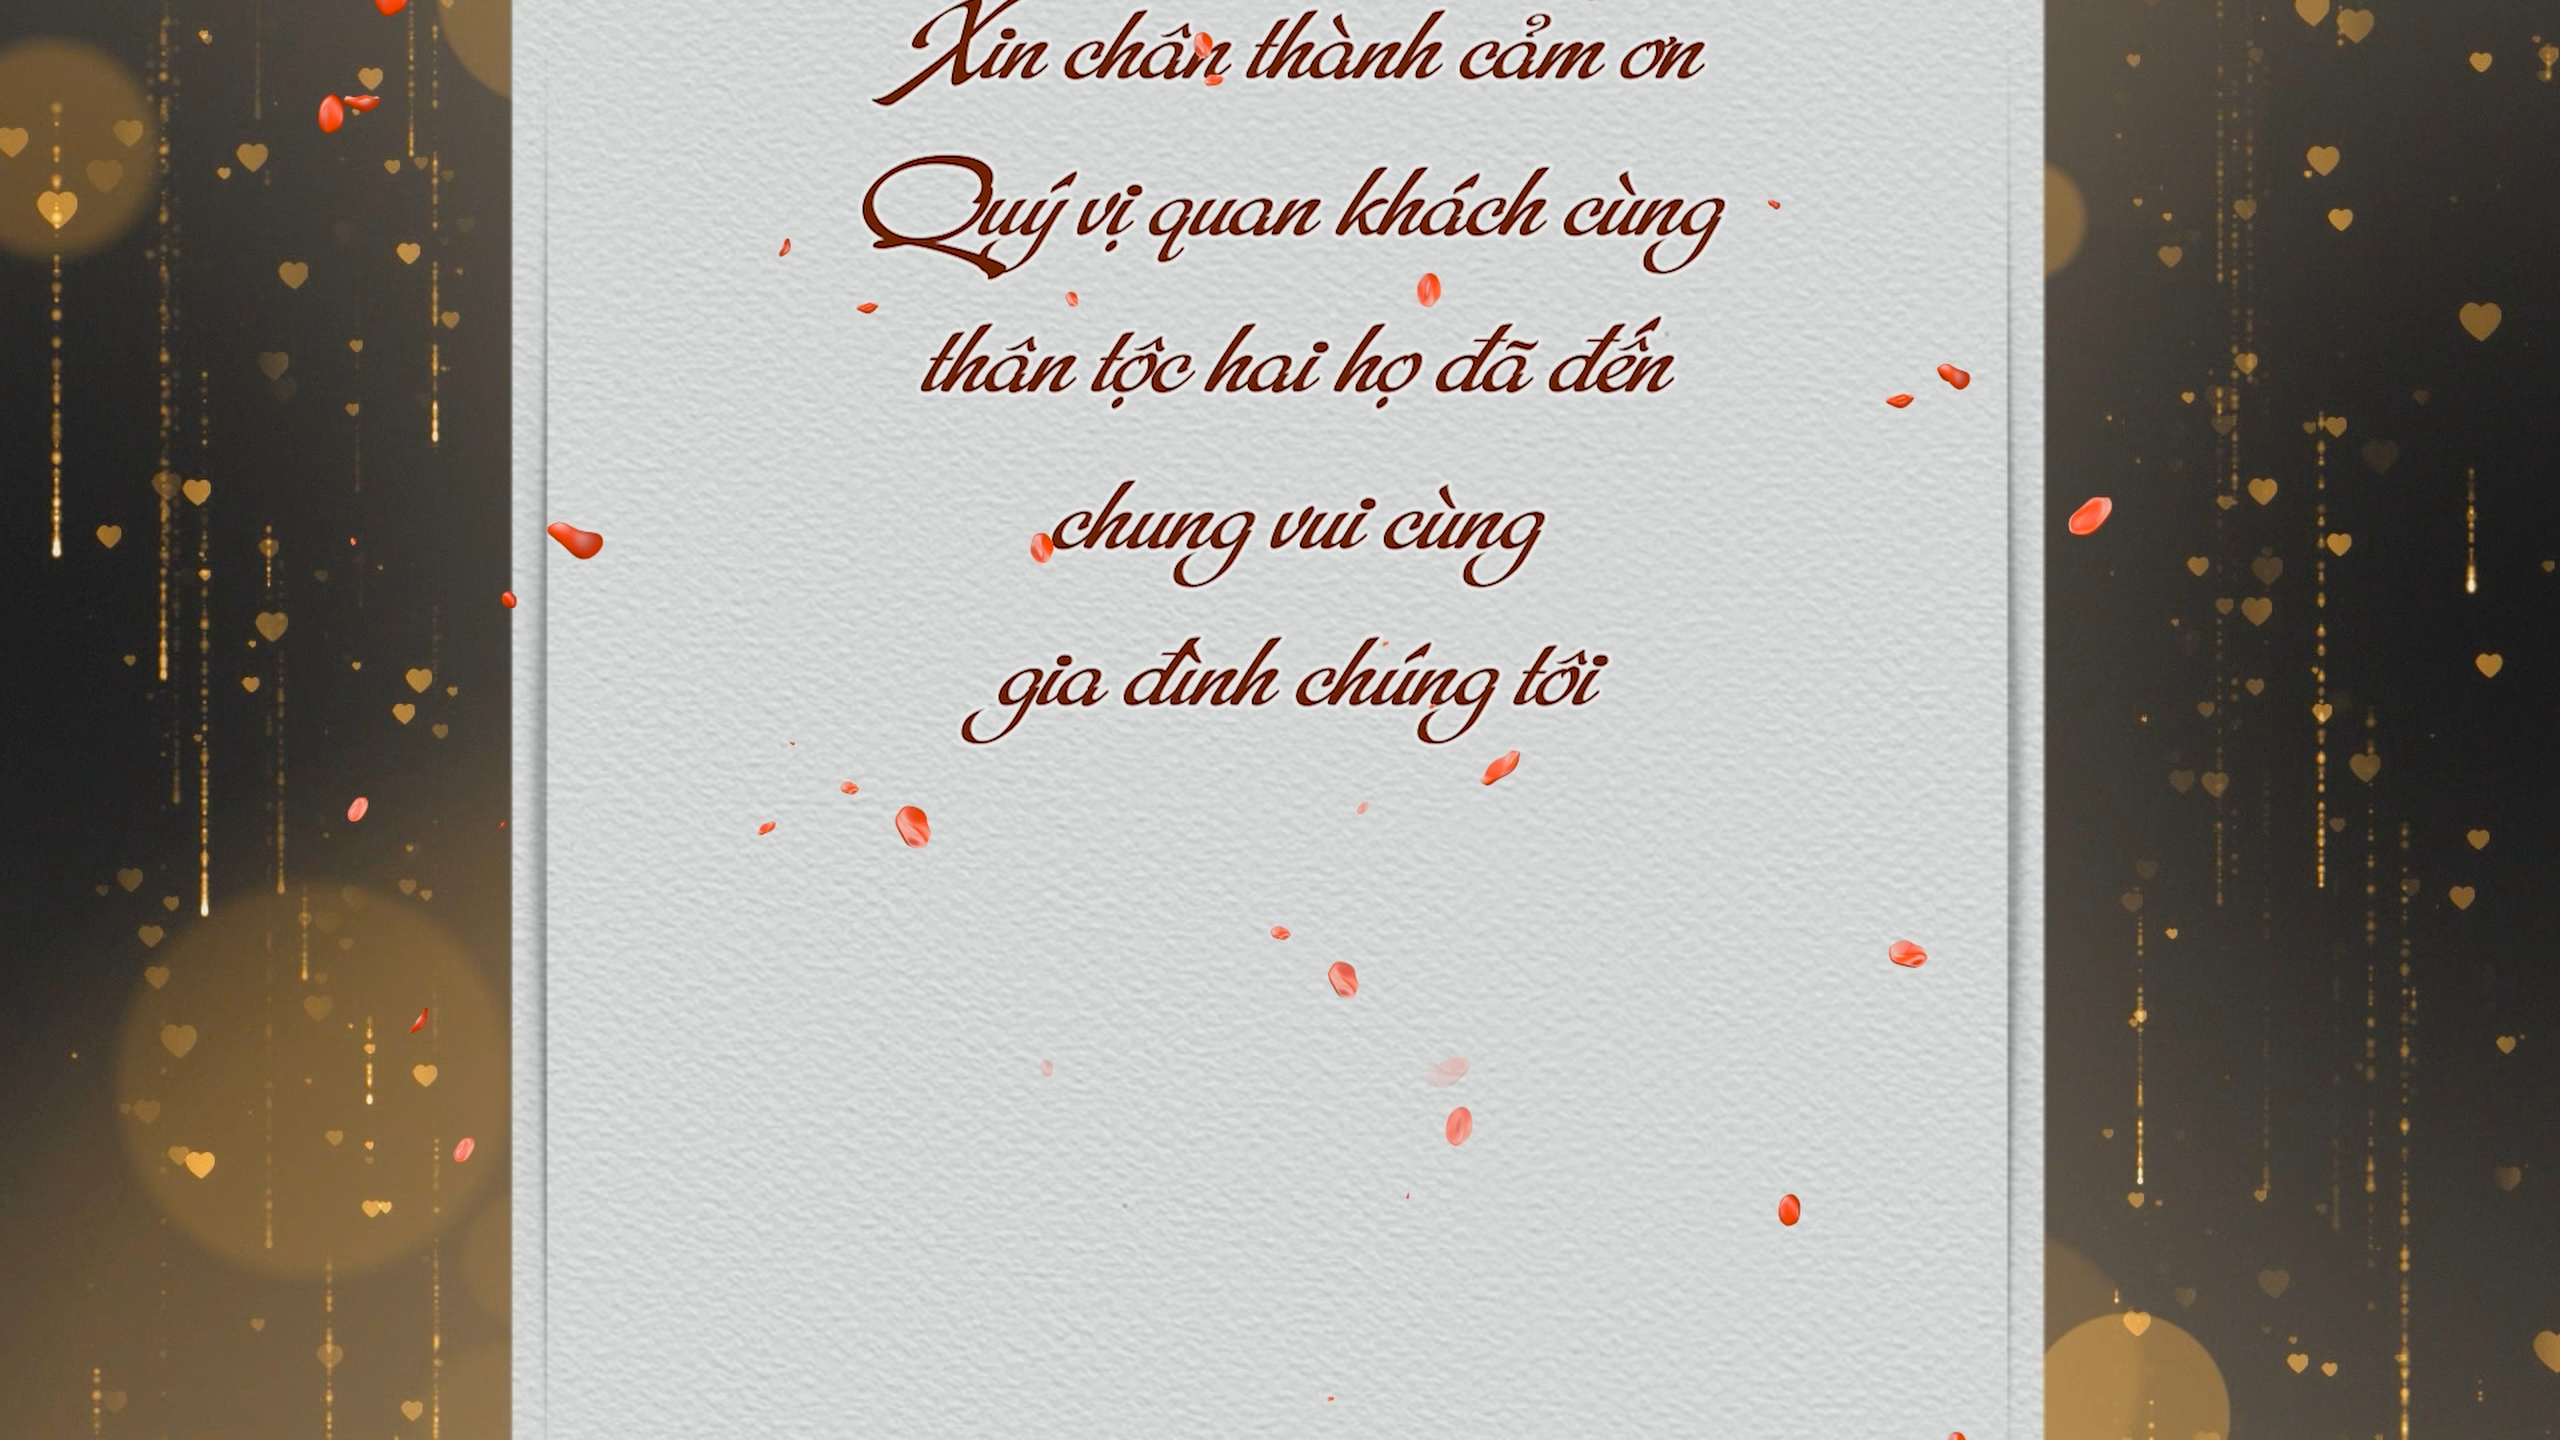 Xin chân thành cảm ơn
Quý vị quan khách cùng
thân tộc hai họ đã đến
chung vui cùng
gia đình chúng tôi